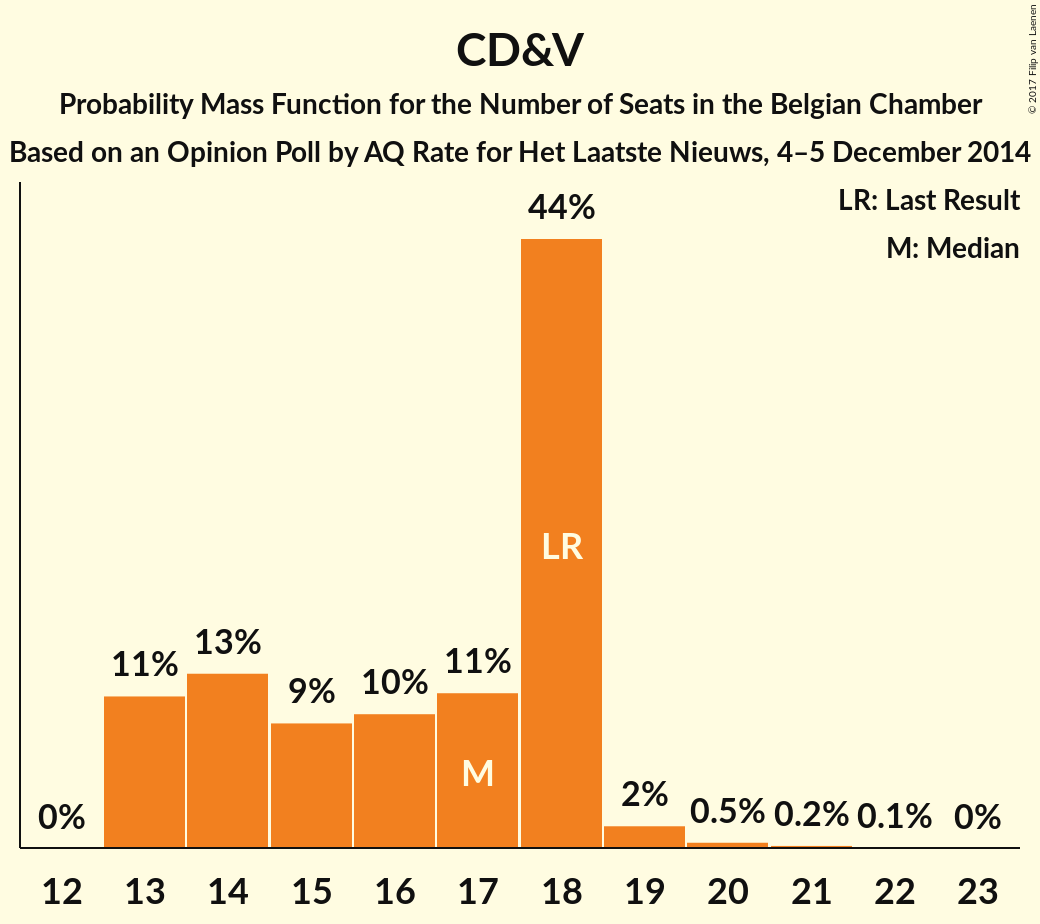 CD&V
Probability Mass Function for the Number of Seats in the Belgian Chamber
Based on an Opinion Poll by AQ Rate for Het Laatste Nieuws, 4–5 December 2014
© 2017 Filip van Laenen
LR: Last Result
M: Median
0% 11% 13% 9% 10% 11% 44% 2% 0.5% 0.2% 0.1% 0%
LR
M
12 13 14 15 16 17 18 19 20 21 22 23